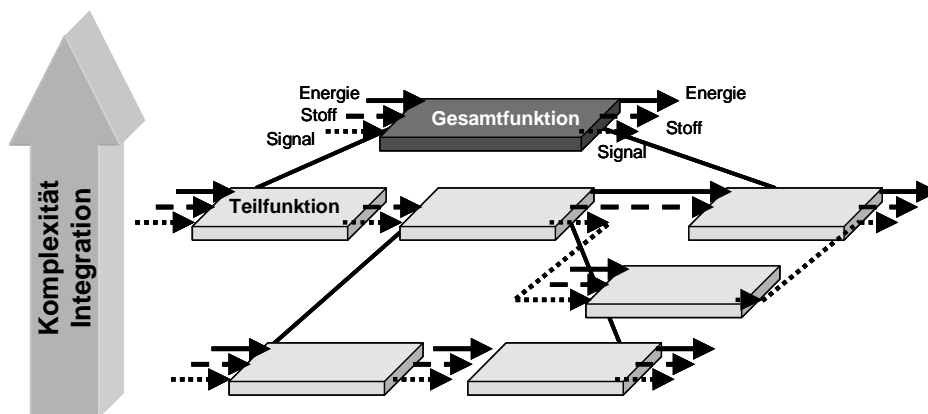 Energie
Stoff
Signal
Gesamtfunktion
Energie
Stoff
Signal
Teilfunktion
Komplexität
Integration